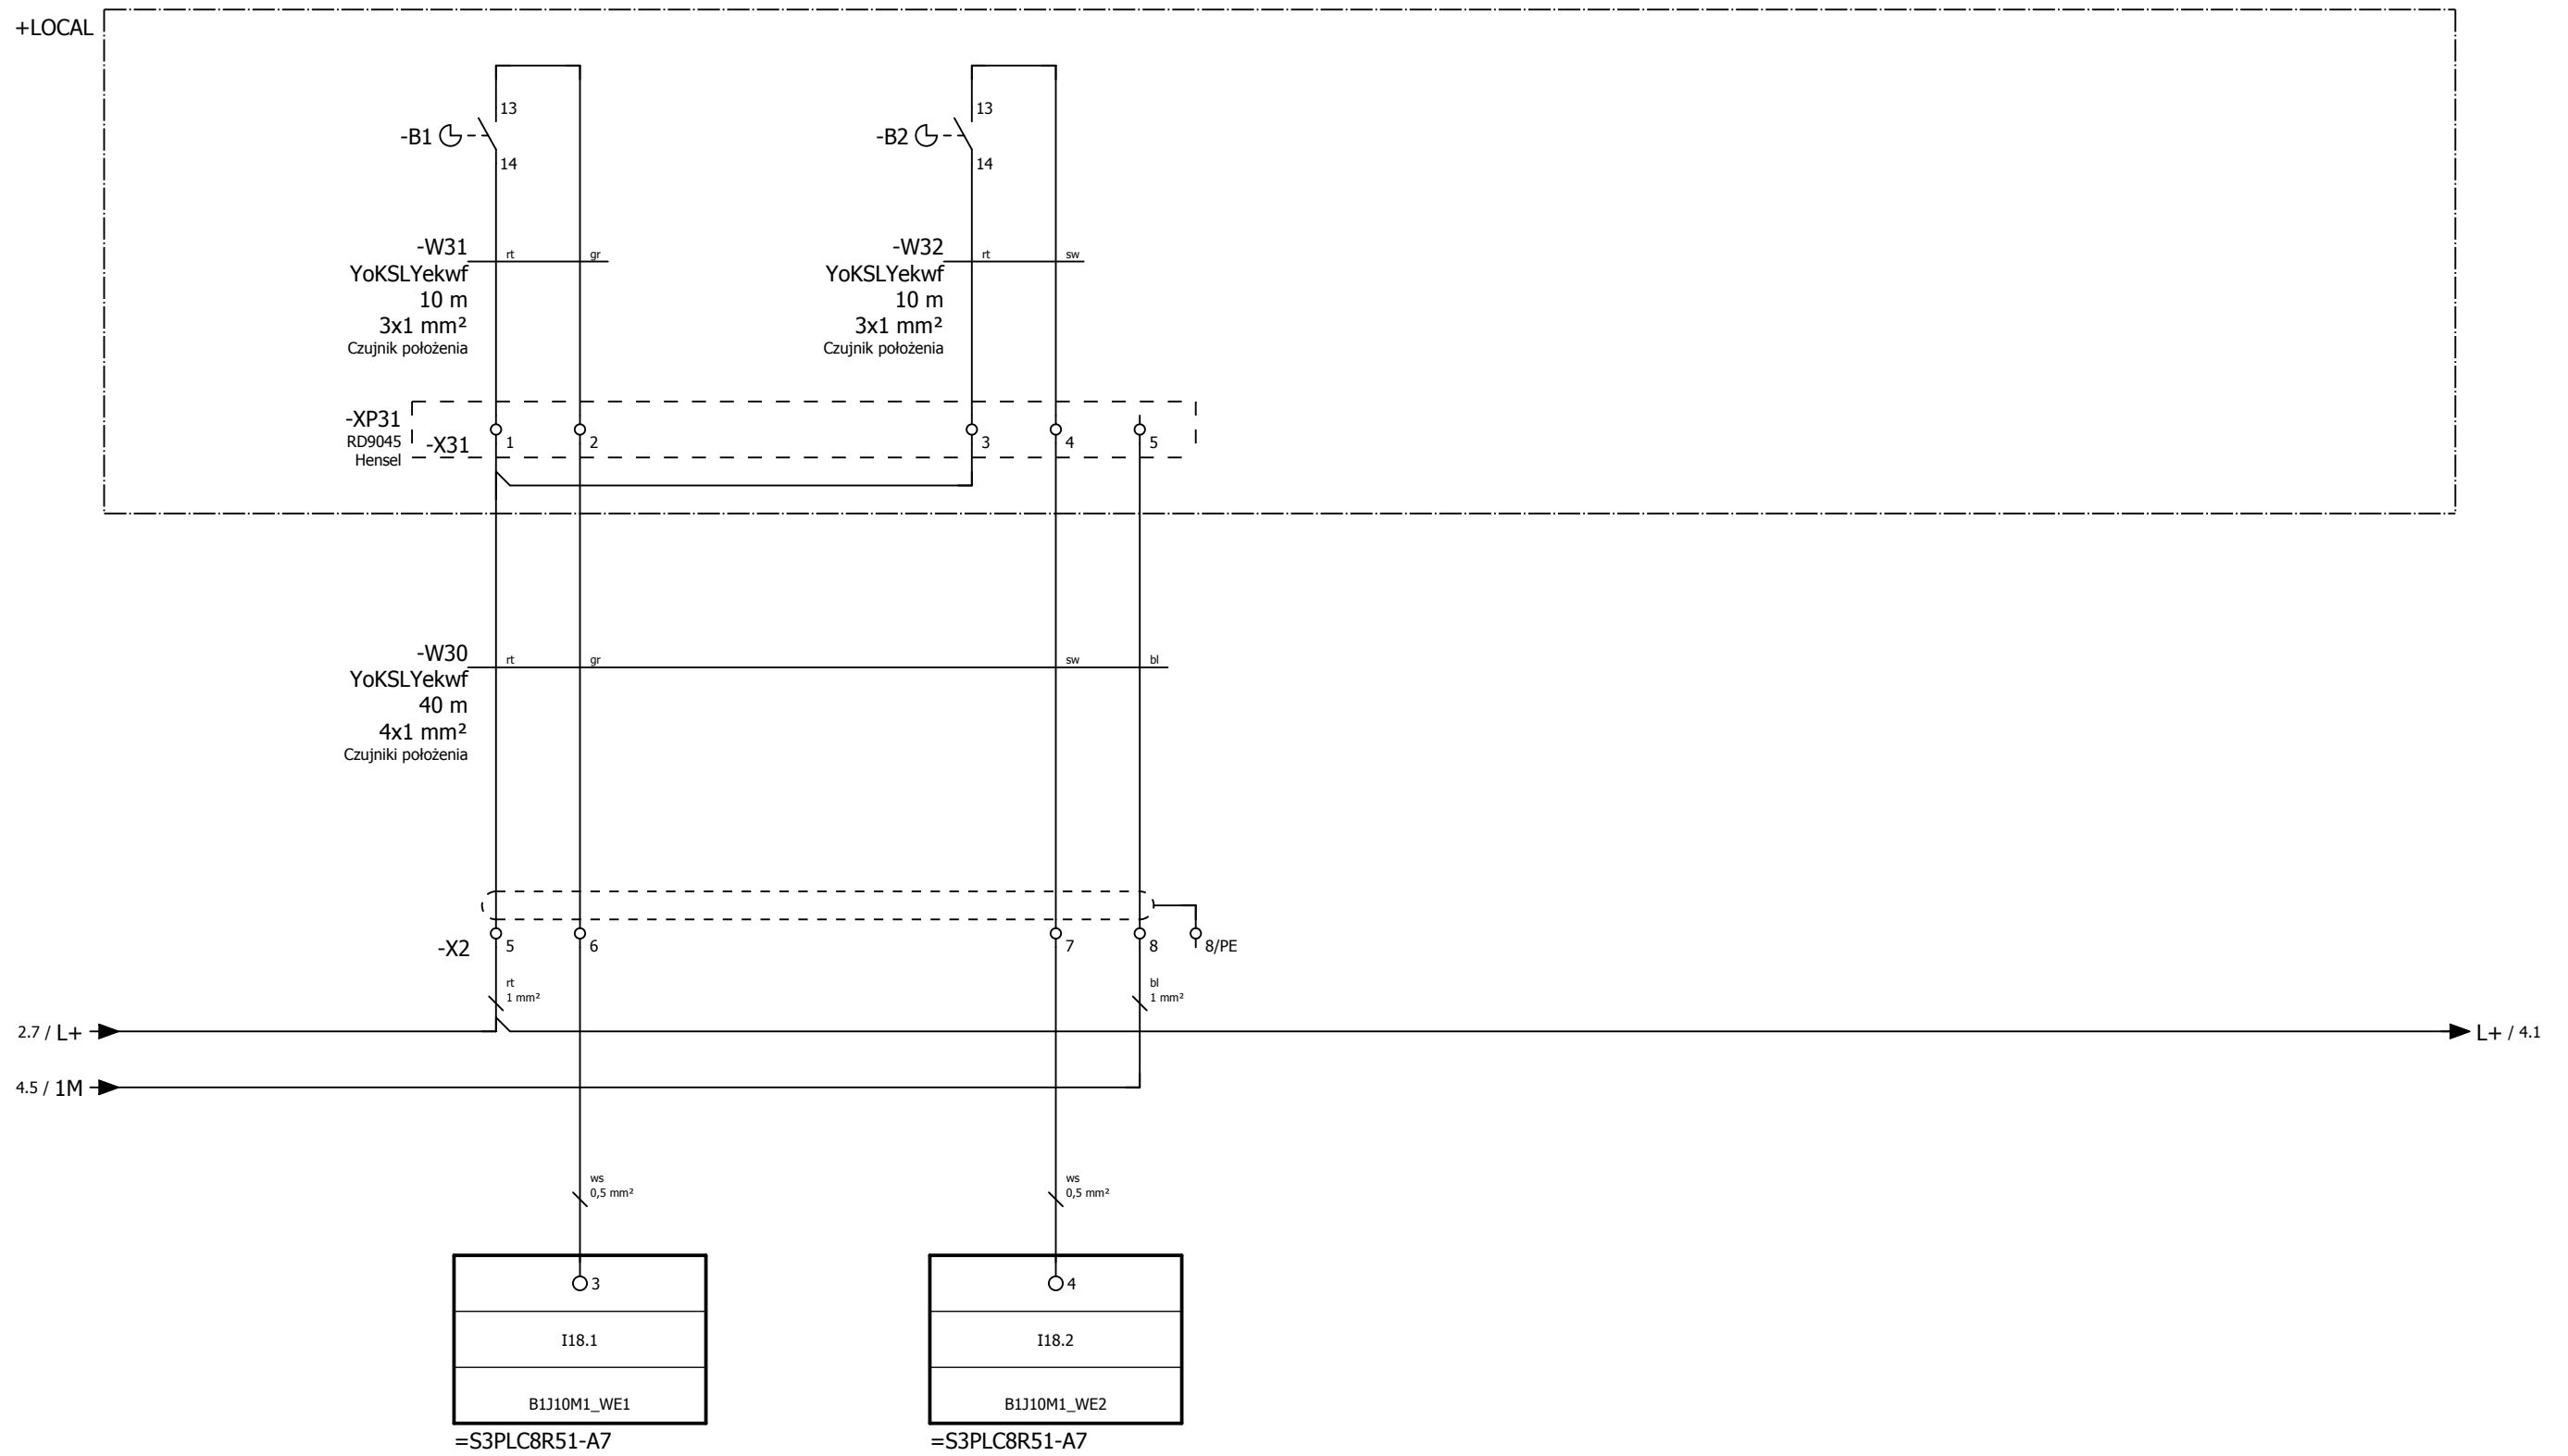 +LOCAL
13
13
-B1
-B2
14
14
-W31
rt
gr
YoKSLYekwf
10 m
3x1 mm²
Czujnik położenia
-W32
rt
sw
YoKSLYekwf
10 m
3x1 mm²
Czujnik położenia
-XP31
RD9045
Hensel
-X31
1
2
3
4
5
-W30
rt
gr
sw
bl
YoKSLYekwf
40 m
4x1 mm²
Czujniki położenia
-X2
5
6
7
8
8/PE
rt
1 mm²
bl
1 mm²
2.7 / L+
L+ / 4.1
4.5 / 1M
ws
0,5 mm²
ws
0,5 mm²
3
I18.1
B1J10M1_WE1
=S3PLC8R51-A7
4
I18.2
B1J10M1_WE2
=S3PLC8R51-A7